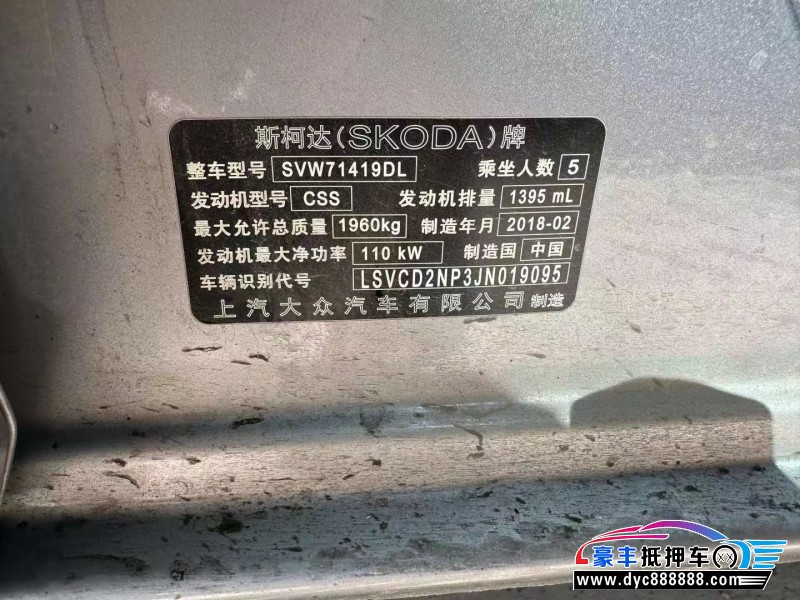 斯柯达(SKODA)牌
整车型号 SVW71419DL 乘坐人数 5
发动机型号 CSS 发动机排量 1395 mL
最大允许总质量 1960kg 制造年月 2018-02
发动机最大净功率 110 kW 制造国 中国
车辆识别代号 LSVCD2NP3JN019095
上汽大众汽车有限公司 制造
豪丰抵押车
www.dyc888888.com